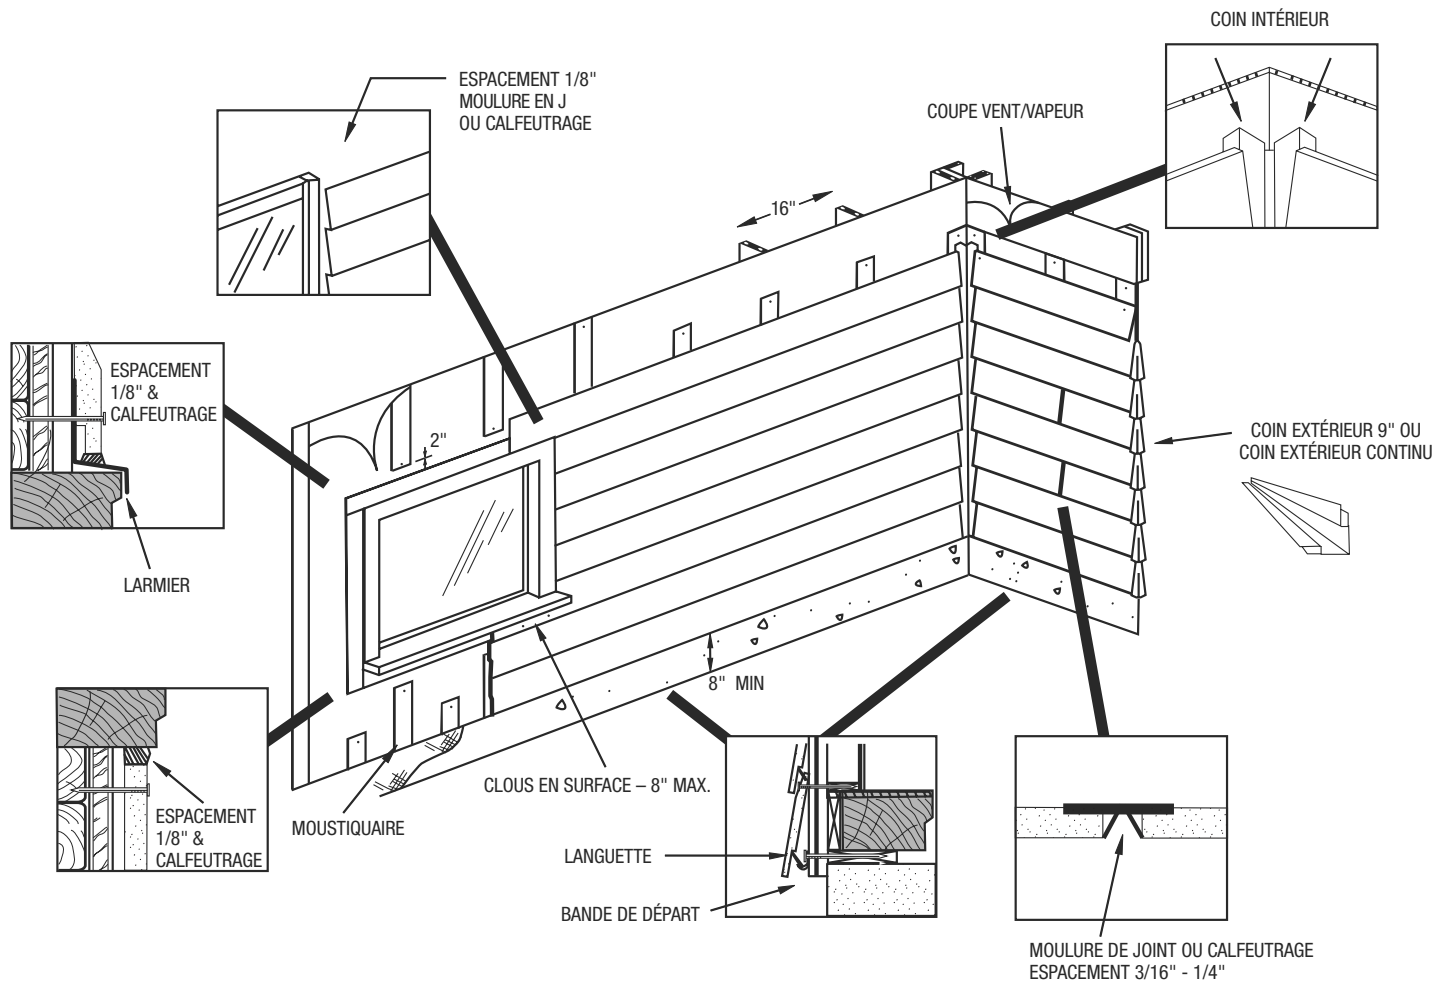 COIN INTÉRIEUR
ESPACEMENT 1/8"
MOULURE EN J
OU CALFEUTRAGE
COUPE VENT/VAPEUR
16"
ESPACEMENT
1/8" &
CALFEUTRAGE
2"
COIN EXTÉRIEUR 9" OU
COIN EXTÉRIEUR CONTINU
LARMIER
8" MIN
CLOUS EN SURFACE – 8" MAX.
MOUSTIQUAIRE
ESPACEMENT
1/8" &
CALFEUTRAGE
LANGUETTE
BANDE DE DÉPART
MOULURE DE JOINT OU CALFEUTRAGE
ESPACEMENT 3/16" - 1/4"